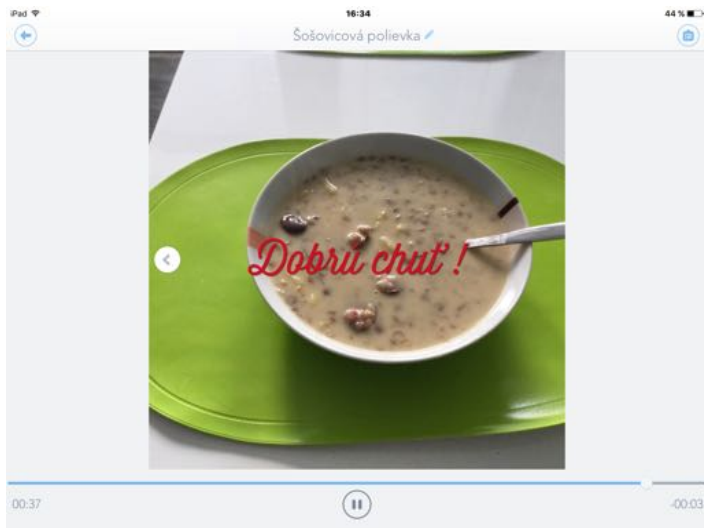 iPad
16:34
44 %
Šošovicová polievka
Dobrú chuť !
00:37
-00:03